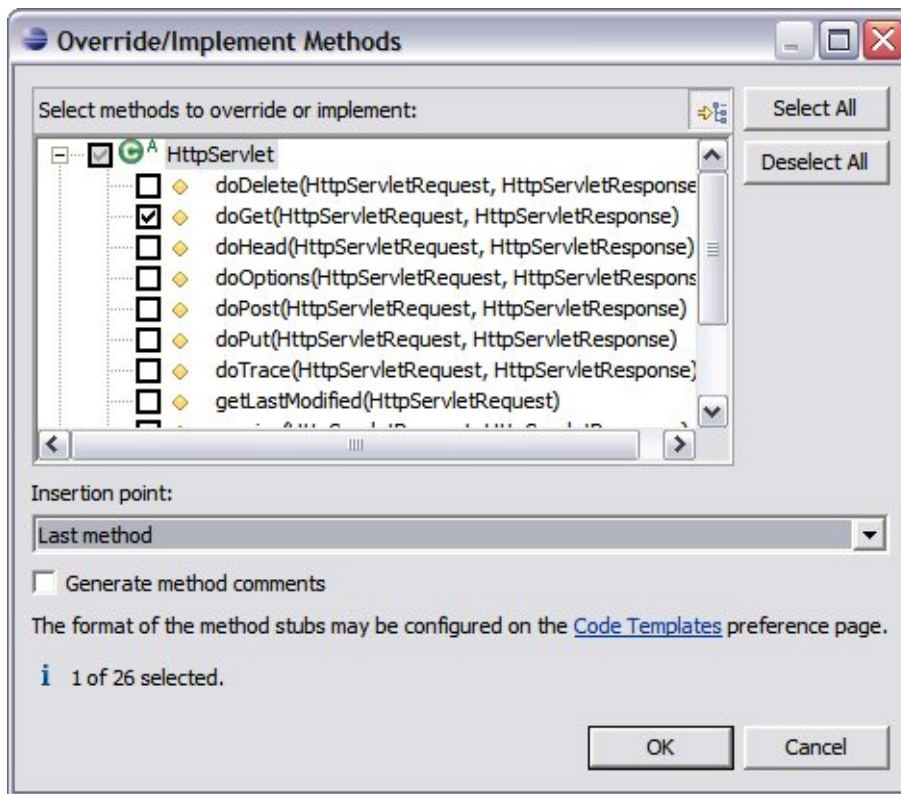 Override/Implement Methods
Select methods to override or implement:
Select All
Deselect All
HttpServlet
doDelete(HttpServletRequest, HttpServletResponse
doGet(HttpServletRequest, HttpServletResponse)
doHead(HttpServletRequest, HttpServletResponse)
doOptions(HttpServletRequest, HttpServletRespons
doPost(HttpServletRequest, HttpServletResponse)
doPut(HttpServletRequest, HttpServletResponse)
doTrace(HttpServletRequest, HttpServletResponse)
getLastModified(HttpServletRequest)
Insertion point:
Last method
Generate method comments
The format of the method stubs may be configured on the Code Templates preference page.
1 of 26 selected.
OK
Cancel